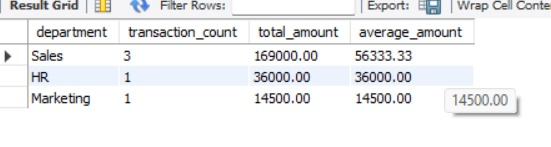 Result Grid Filter Rows: Export: Wrap Cell Conte
department transaction_count total_amount average_amount
Sales 3 169000.00 56333.33
HR 1 36000.00 36000.00
Marketing 1 14500.00 14500.00 14500.00